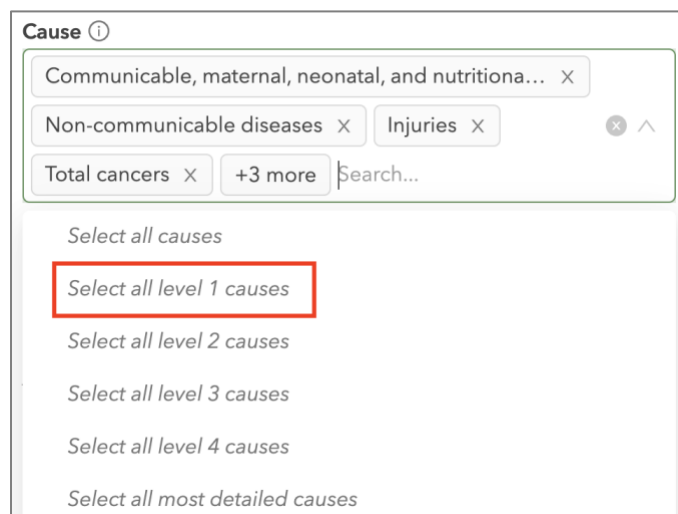 Cause
Communicable, maternal, neonatal, and nutritiona...
Non-communicable diseases
Injuries
Total cancers
+3 more
Search...
Select all causes
Select all level 1 causes
Select all level 2 causes
Select all level 3 causes
Select all level 4 causes
Select all most detailed causes